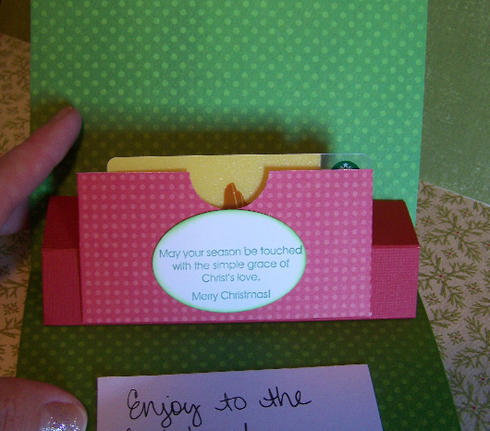 May your season be touched
with the simple grace of
Christ's love.
Merry Christmas!
Enjoy to the